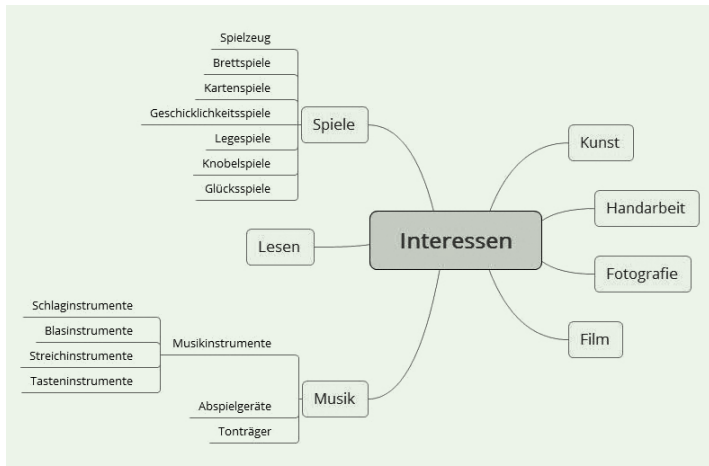 Spielzeug
Brettspiele
Kartenspiele
Geschicklichkeitsspiele
Legespiele
Knobelspiele
Glücksspiele
Spiele
Lesen
Schlaginstrumente
Blasinstrumente
Streichinstrumente
Tasteninstrumente
Musikinstrumente
Abspielgeräte
Tonträger
Musik
Interessen
Kunst
Handarbeit
Fotografie
Film